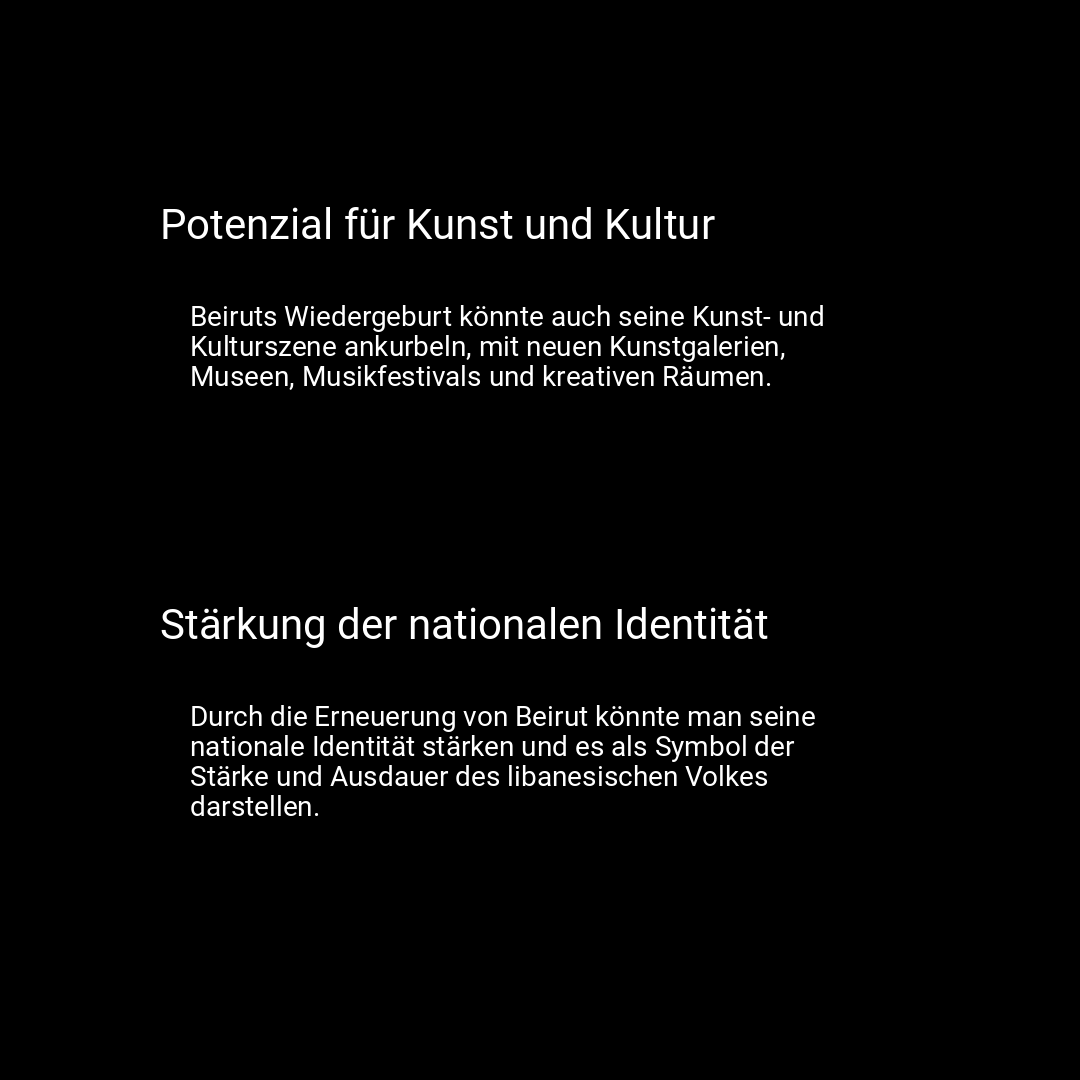 Potenzial für Kunst und Kultur
Beiruts Wiedergeburt könnte auch seine Kunst- und
Kulturszene ankurbeln, mit neuen Kunstgalerien,
Museen, Musikfestivals und kreativen Räumen.
Stärkung der nationalen Identität
Durch die Erneuerung von Beirut könnte man seine
nationale Identität stärken und es als Symbol der
Stärke und Ausdauer des libanesischen Volkes
darstellen.